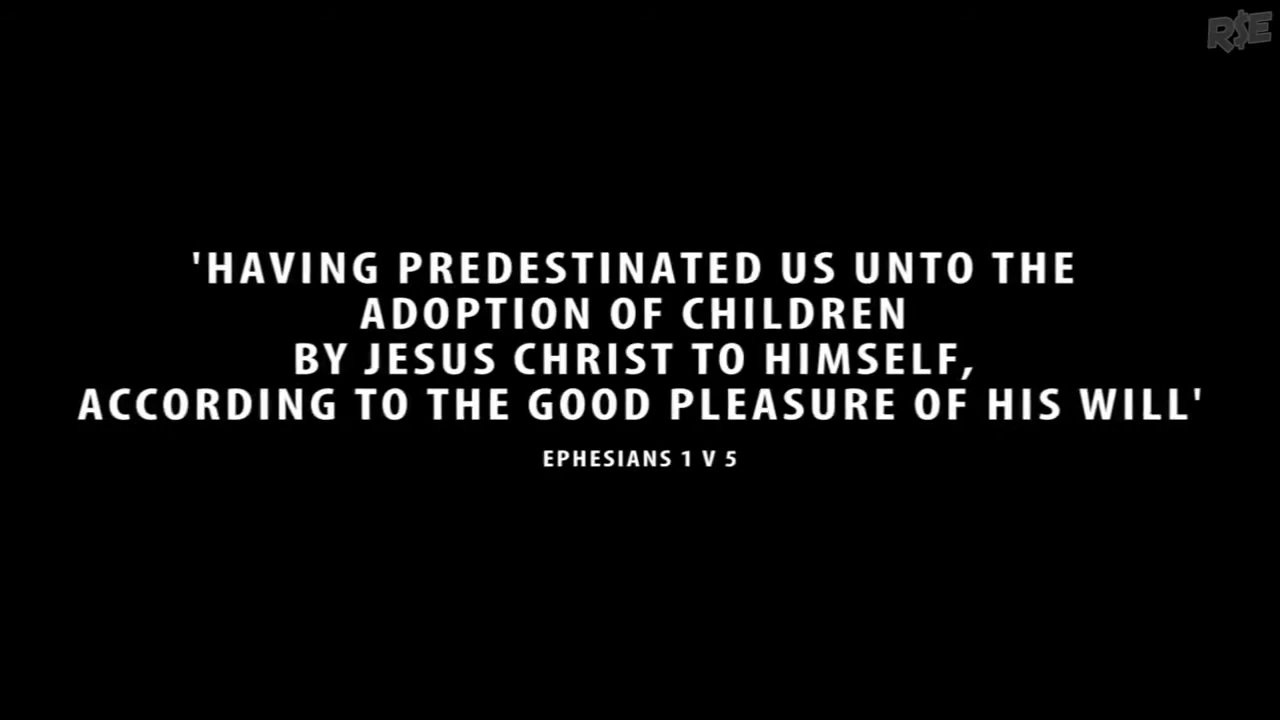 R$E
'HAVING PREDESTINATED US UNTO THE
ADOPTION OF CHILDREN
BY JESUS CHRIST TO HIMSELF,
ACCORDING TO THE GOOD PLEASURE OF HIS WILL'
EPHESIANS 1 V 5